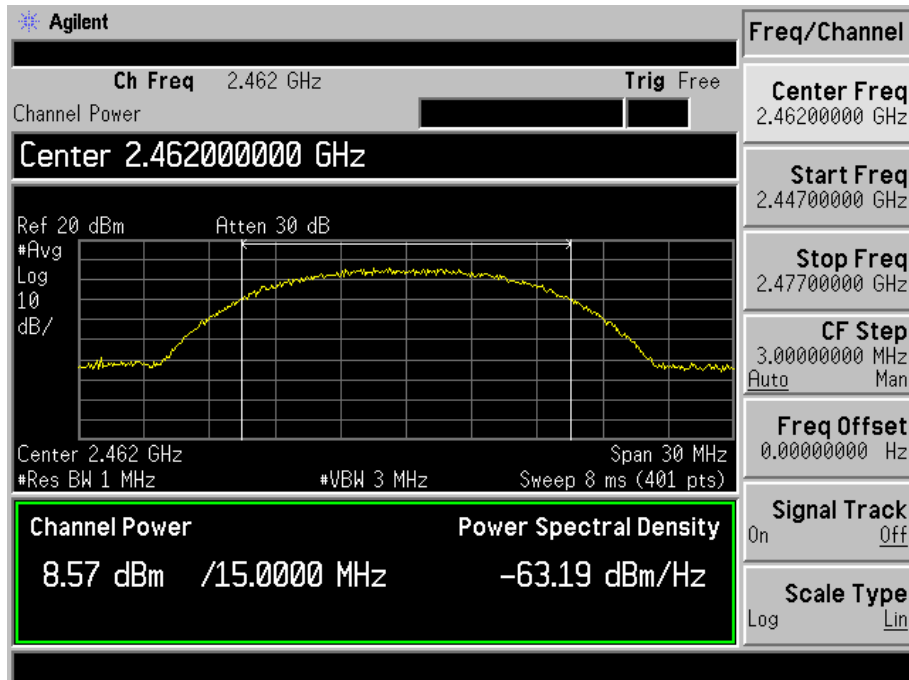 Agilent
Freq/Channel
Ch Freq 2.462 GHz Trig Free
Channel Power
Center 2.462000000 GHz
Ref 20 dBm Atten 30 dB
#Avg
Log
10
dB/
Center 2.462 GHz Span 30 MHz
#Res BW 1 MHz #VBW 3 MHz Sweep 8 ms (401 pts)
Channel Power Power Spectral Density
8.57 dBm /15.0000 MHz -63.19 dBm/Hz
Center Freq
2.46200000 GHz
Start Freq
2.44700000 GHz
Stop Freq
2.47700000 GHz
CF Step
3.00000000 MHz
Auto Man
Freq Offset
0.00000000 Hz
Signal Track
On Off
Scale Type
Log Lin